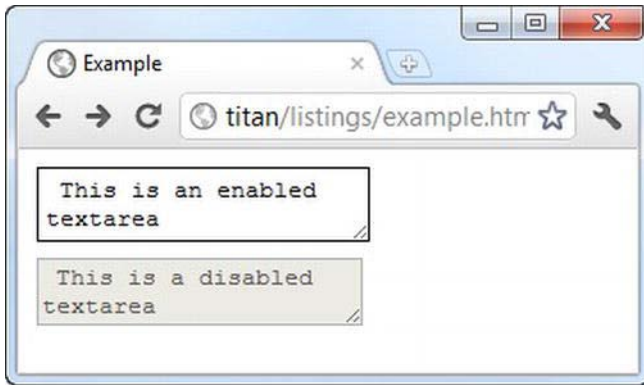 Example
titan/listings/example.htm
This is an enabled
textarea
This is a disabled
textarea